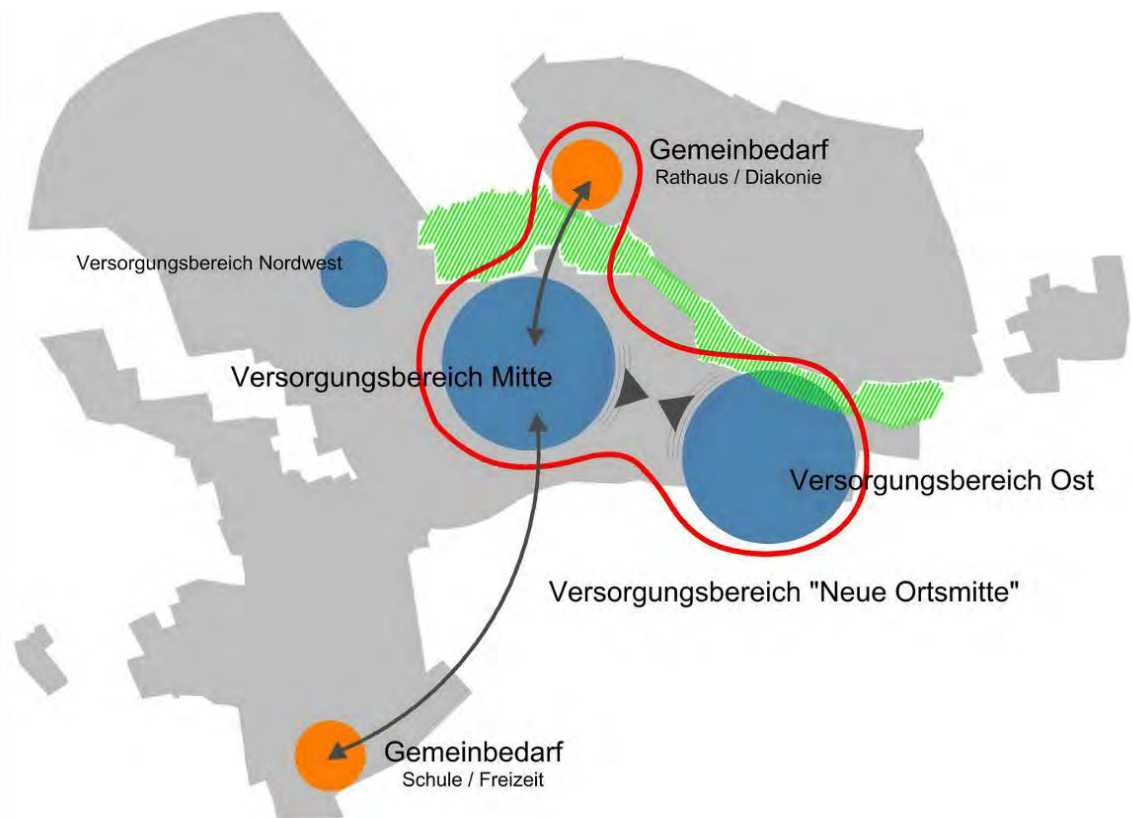 Gemeinbedarf
Rathaus / Diakonie
Versorgungsbereich Nordwest
Versorgungsbereich Mitte
Versorgungsbereich Ost
Versorgungsbereich "Neue Ortsmitte"
Gemeinbedarf
Schule / Freizeit